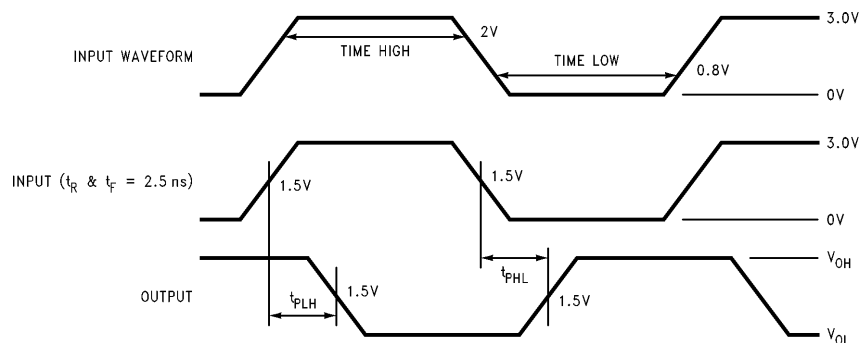 3.0V
2V
INPUT WAVEFORM
TIME HIGH
TIME LOW
0.8V
0V
3.0V
INPUT (tR & tF = 2.5 ns)
1.5V
1.5V
0V
VOH
tPHL
OUTPUT
tPLH
1.5V
1.5V
VOL